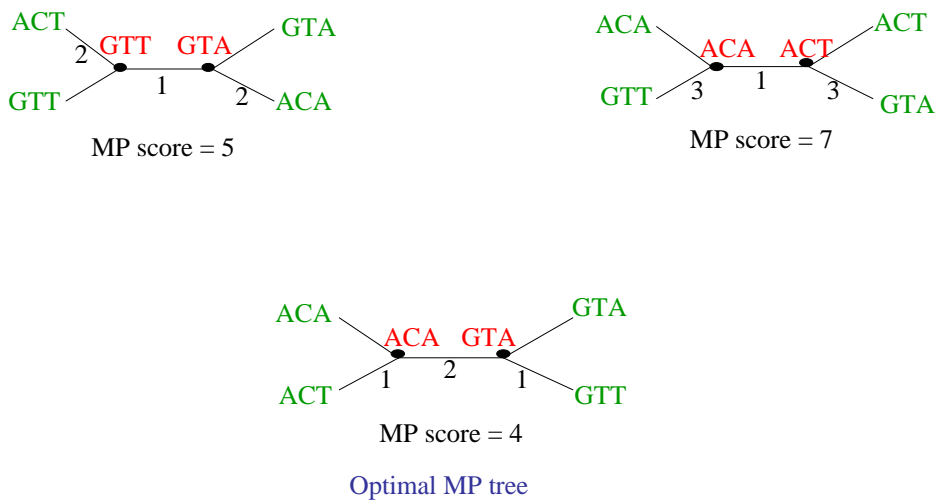 ACT
GTT GTA
GTA
2
1
2
GTT
ACA
MP score = 5
ACA
ACA ACT
ACT
GTT
3
1
3
GTA
MP score = 7
ACA
ACA GTA
GTA
1
2
1
ACT
GTT
MP score = 4
Optimal MP tree